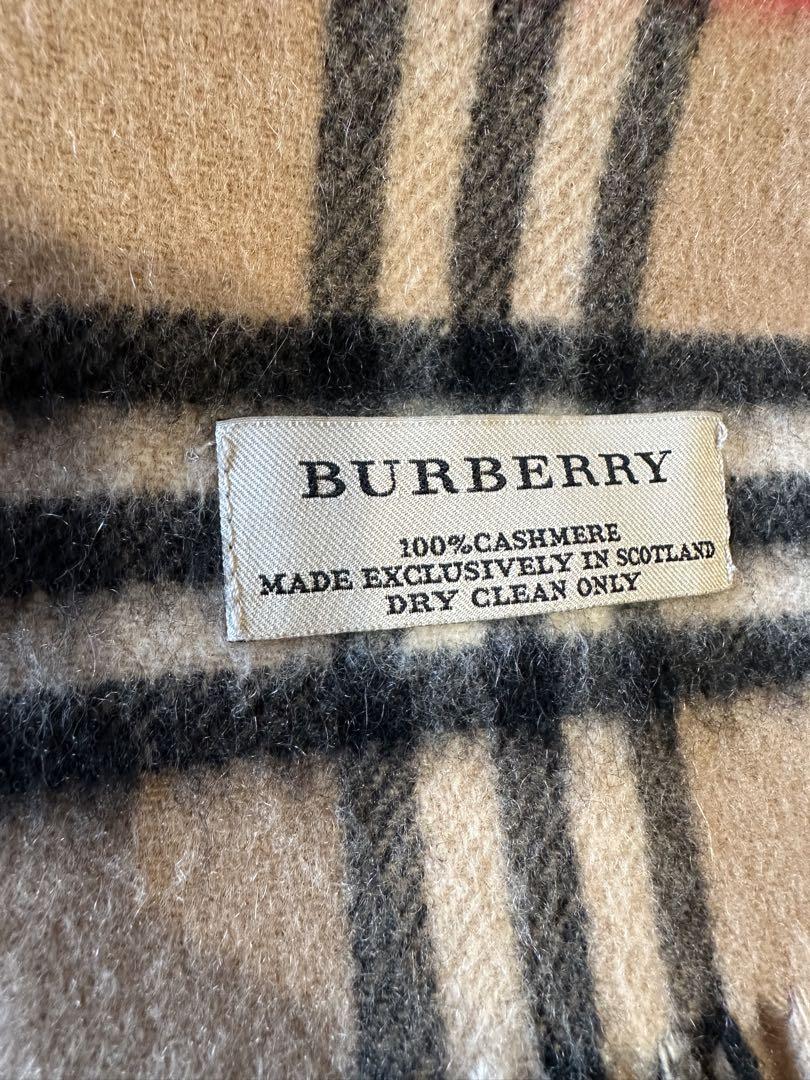 BURBERRY
100%CASHMERE
MADE EXCLUSIVELY IN SCOTLAND
DRY CLEAN ONLY